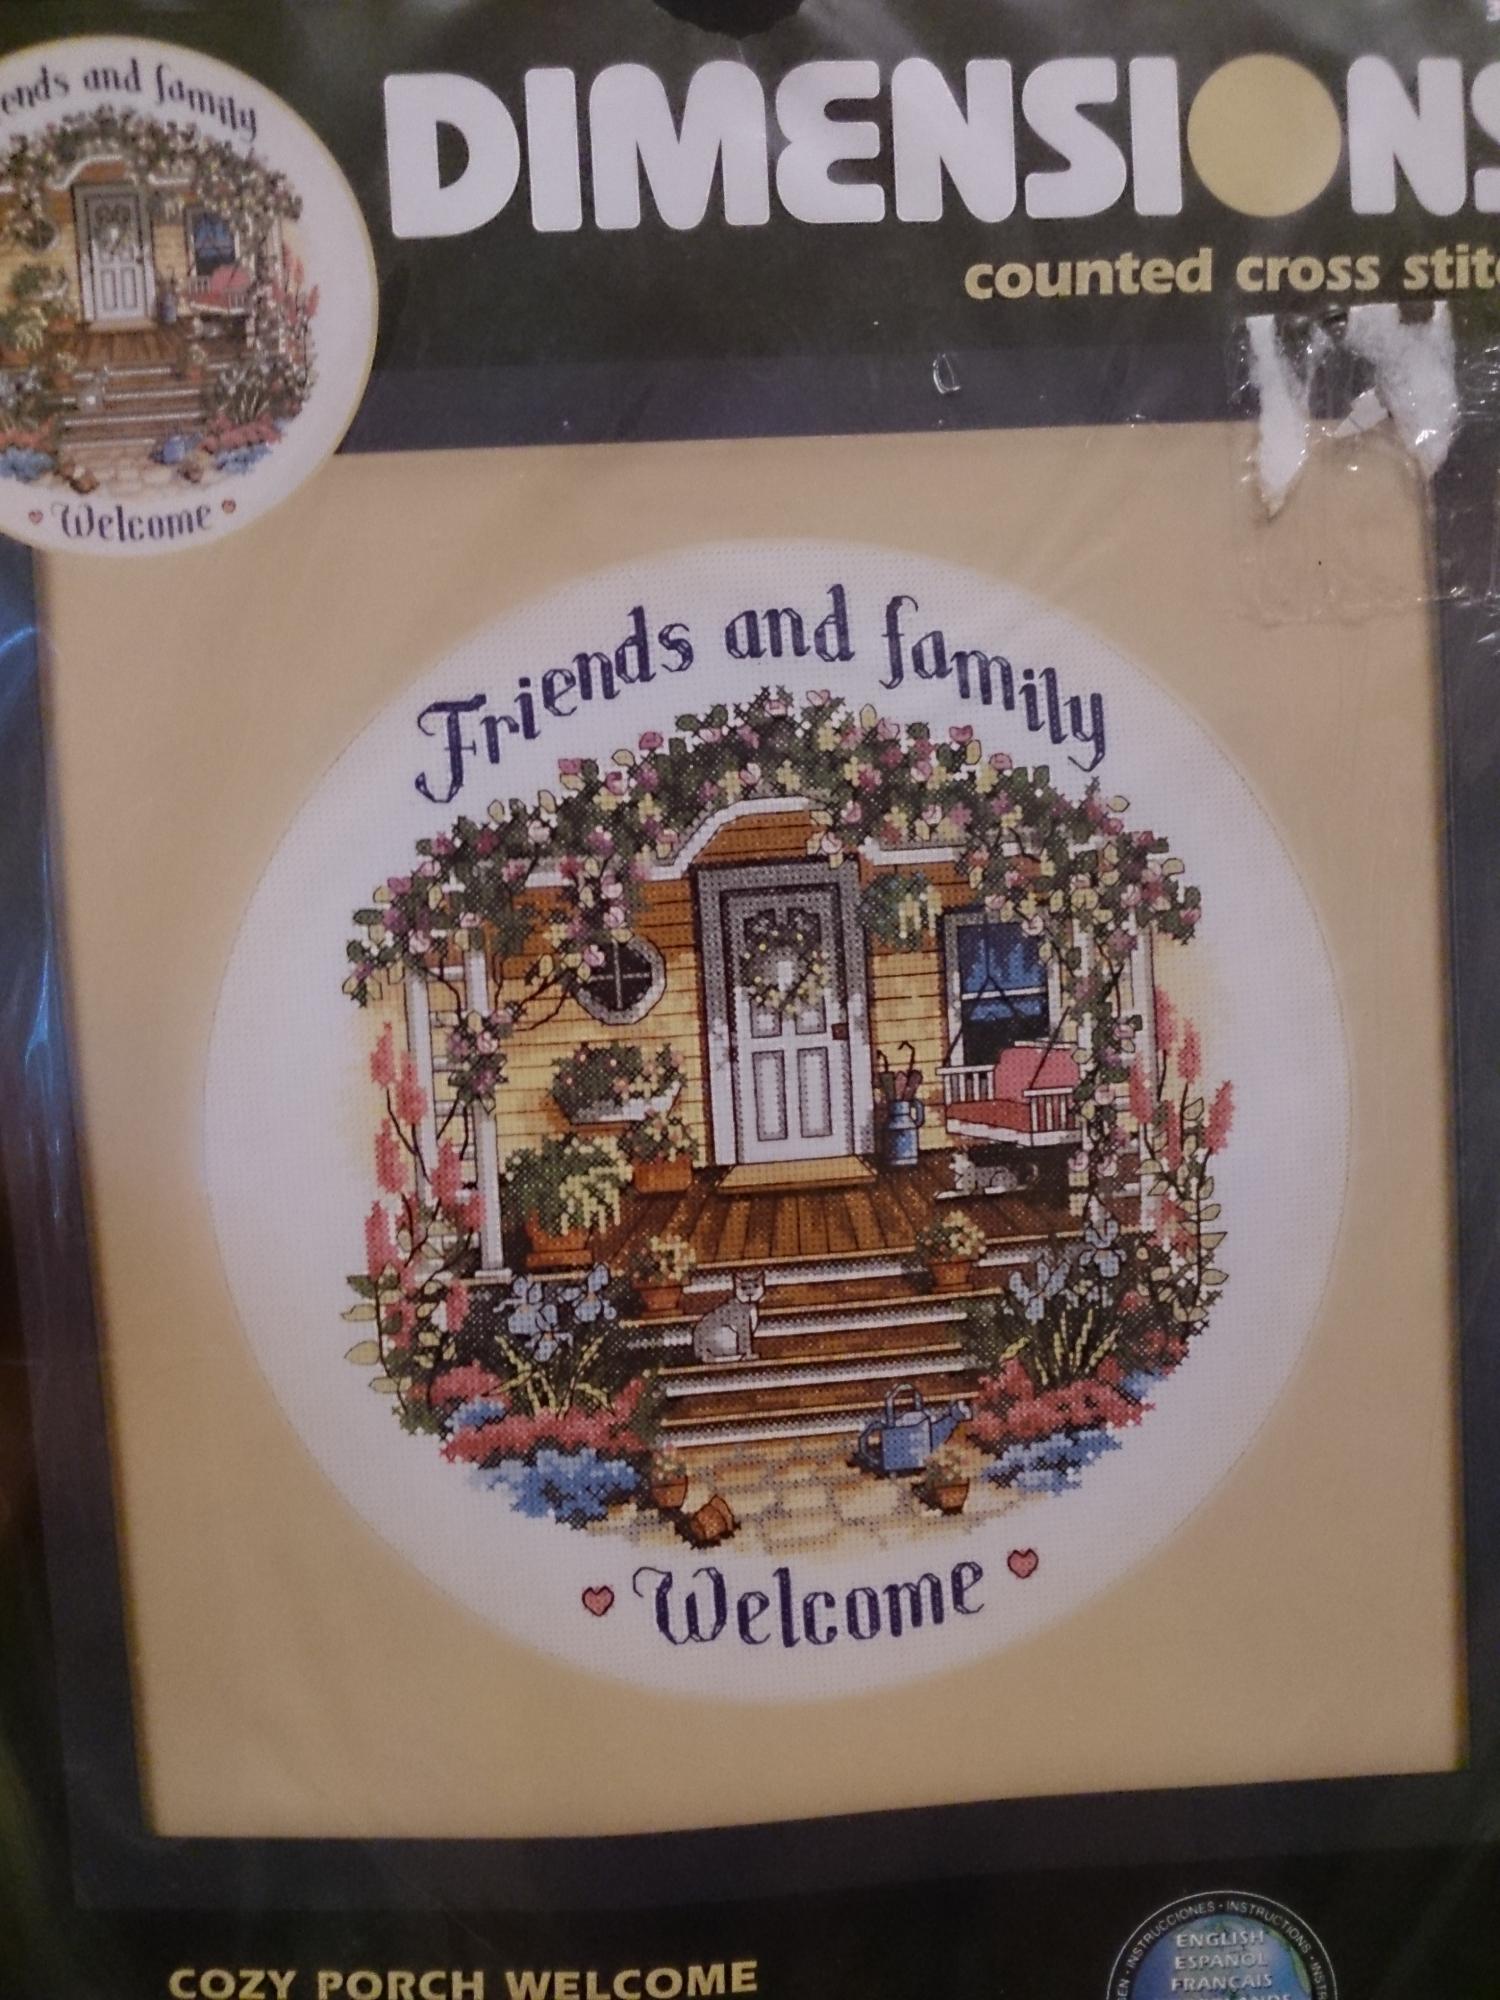 ends and family
Welcome
DIMENSIONS
counted cross stitc
Friends and family
Welcome
COZY PORCH WELCOME
INSTRUCCIONES • INSTRUCTIONS •
ENGLISH
ESPAÑOL
FRANÇAIS